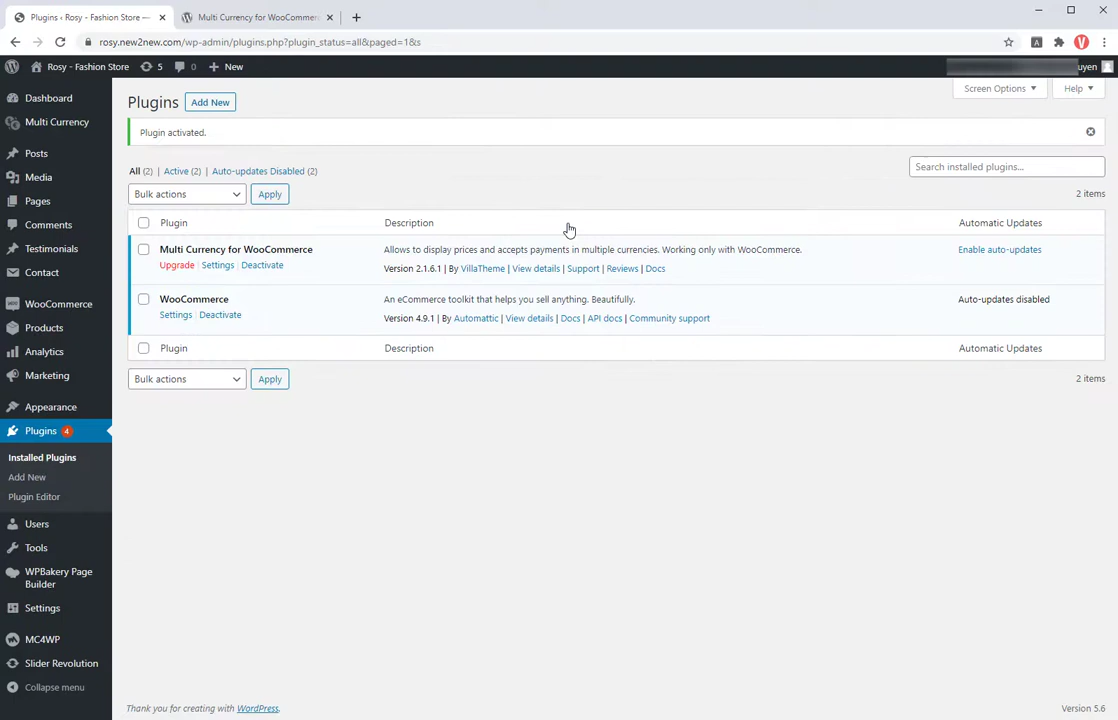 Plugins ‹ Rosy - Fashion Store —
Multi Currency for WooCommerc
rosy.new2new.com/wp-admin/plugins.php?plugin_status=all&paged=1&s
A
V
Rosy - Fashion Store
5
0
New
uyen
Dashboard
Multi Currency
Posts
Media
Pages
Comments
Testimonials
Contact
WooCommerce
Products
Analytics
Marketing
Appearance
Plugins 4
Installed Plugins
Add New
Plugin Editor
Users
Tools
WPBakery Page
Builder
Settings
MC4WP
Slider Revolution
Collapse menu
Screen Options
Help
Plugins
Add New
Plugin activated.
All (2) | Active (2) | Auto-updates Disabled (2)
Search installed plugins...
Bulk actions
Apply
2 items
Plugin
Description
Automatic Updates
Multi Currency for WooCommerce
Allows to display prices and accepts payments in multiple currencies. Working only with WooCommerce.
Enable auto-updates
Upgrade | Settings | Deactivate
Version 2.1.6.1 | By VillaTheme | View details | Support | Reviews | Docs
WooCommerce
An eCommerce toolkit that helps you sell anything. Beautifully.
Auto-updates disabled
Settings | Deactivate
Version 4.9.1 | By Automattic | View details | Docs | API docs | Community support
Plugin
Description
Automatic Updates
Bulk actions
Apply
2 items
Thank you for creating with WordPress.
Version 5.6